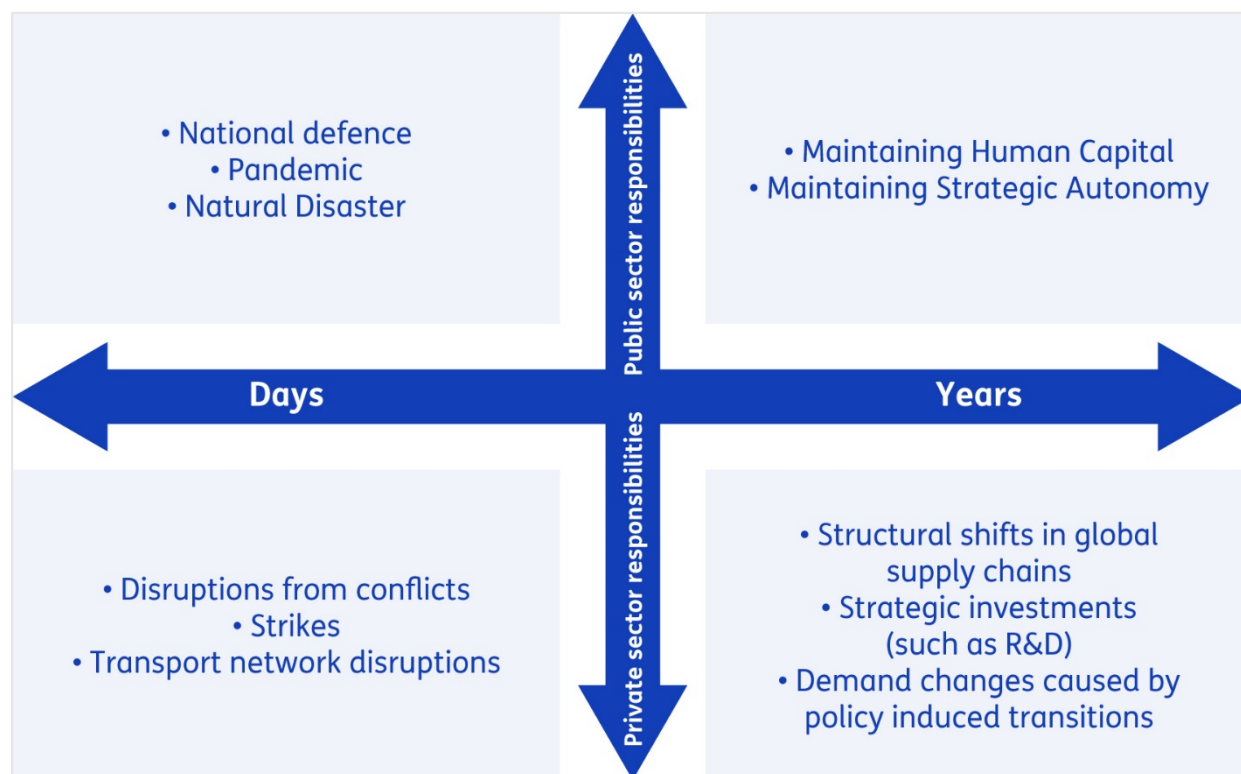 • National defence
• Pandemic
• Natural Disaster
Public sector responsibilities
• Maintaining Human Capital
• Maintaining Strategic Autonomy
Days
Years
• Disruptions from conflicts
• Strikes
• Transport network disruptions
Private sector responsibilities
• Structural shifts in global
supply chains
• Strategic investments
(such as R&D)
• Demand changes caused by
policy induced transitions